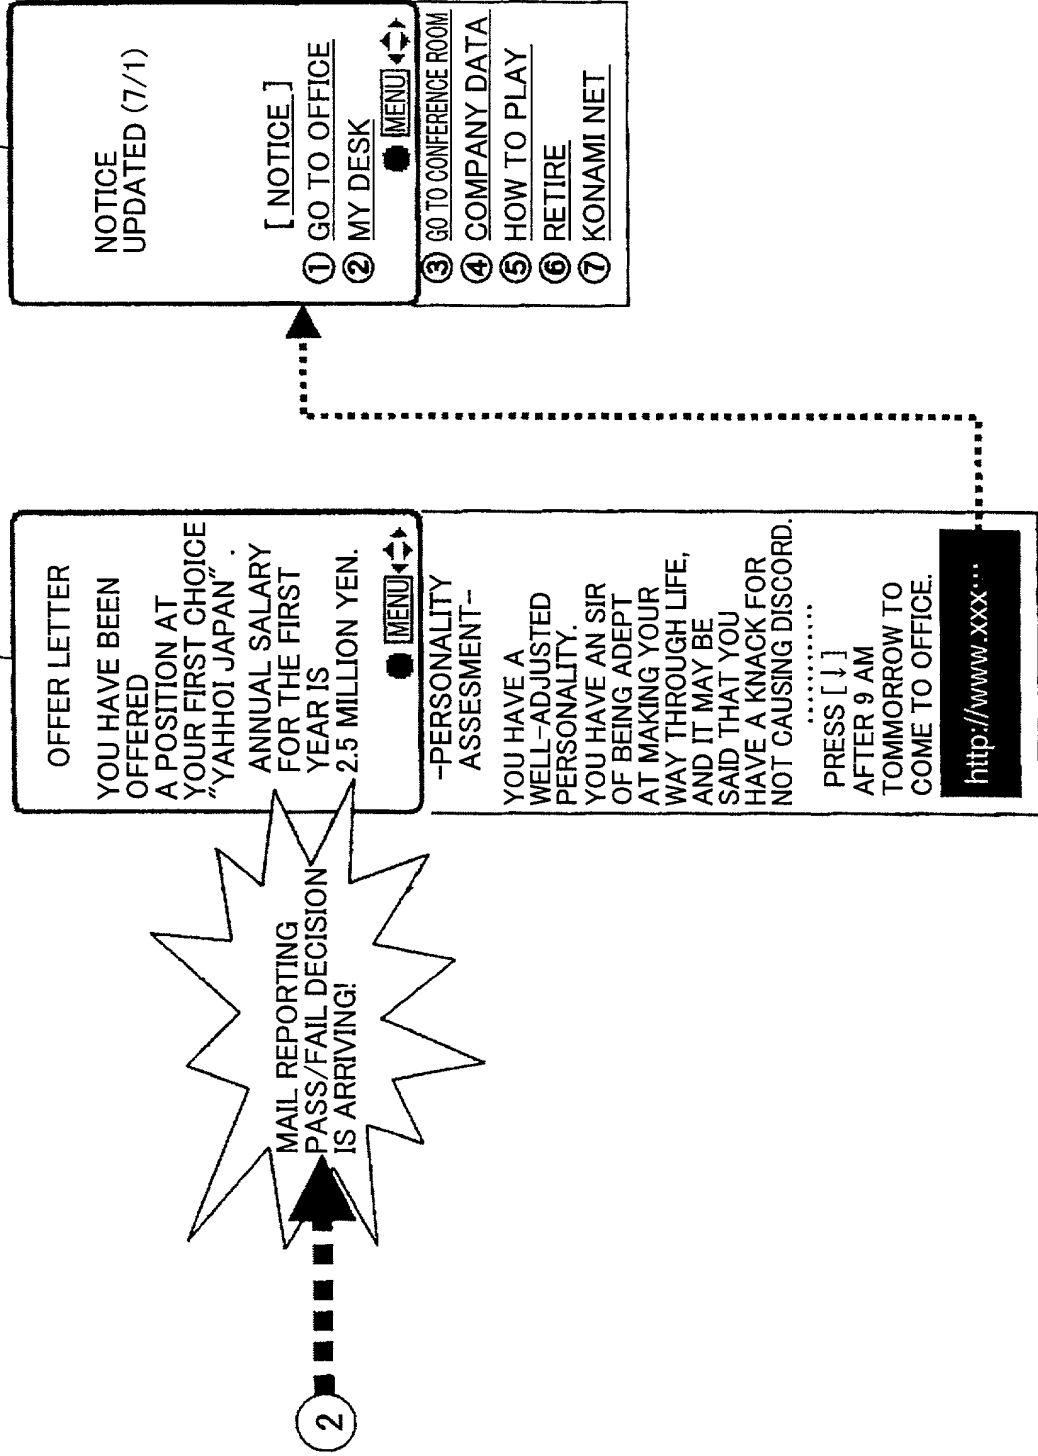 2
MAIL REPORTING
PASS/FAIL DECISION
IS ARRIVING!
OFFER LETTER
YOU HAVE BEEN
OFFERED
A POSITION AT
YOUR FIRST CHOICE
"YAHHOI JAPAN" .
ANNUAL SALARY
FOR THE FIRST
YEAR IS
2.5 MILLION YEN.
MENU
-PERSONALITY
ASSESMENT-
YOU HAVE A
WELL-ADJUSTED
PERSONALITY.
YOU HAVE AN SIR
OF BEING ADEPT
AT MAKING YOUR
WAY THROUGH LIFE,
AND IT MAY BE
SAID THAT YOU
HAVE A KNACK FOR
NOT CAUSING DISCORD.
............
PRESS [↓]
AFTER 9 AM
TOMMORROW TO
COME TO OFFICE.
http://www.xxx···
NOTICE
UPDATED (7/1)
[ NOTICE ]
① GO TO OFFICE
② MY DESK
MENU
③ GO TO CONFERENCE ROOM
④ COMPANY DATA
⑤ HOW TO PLAY
⑥ RETIRE
⑦ KONAMI NET